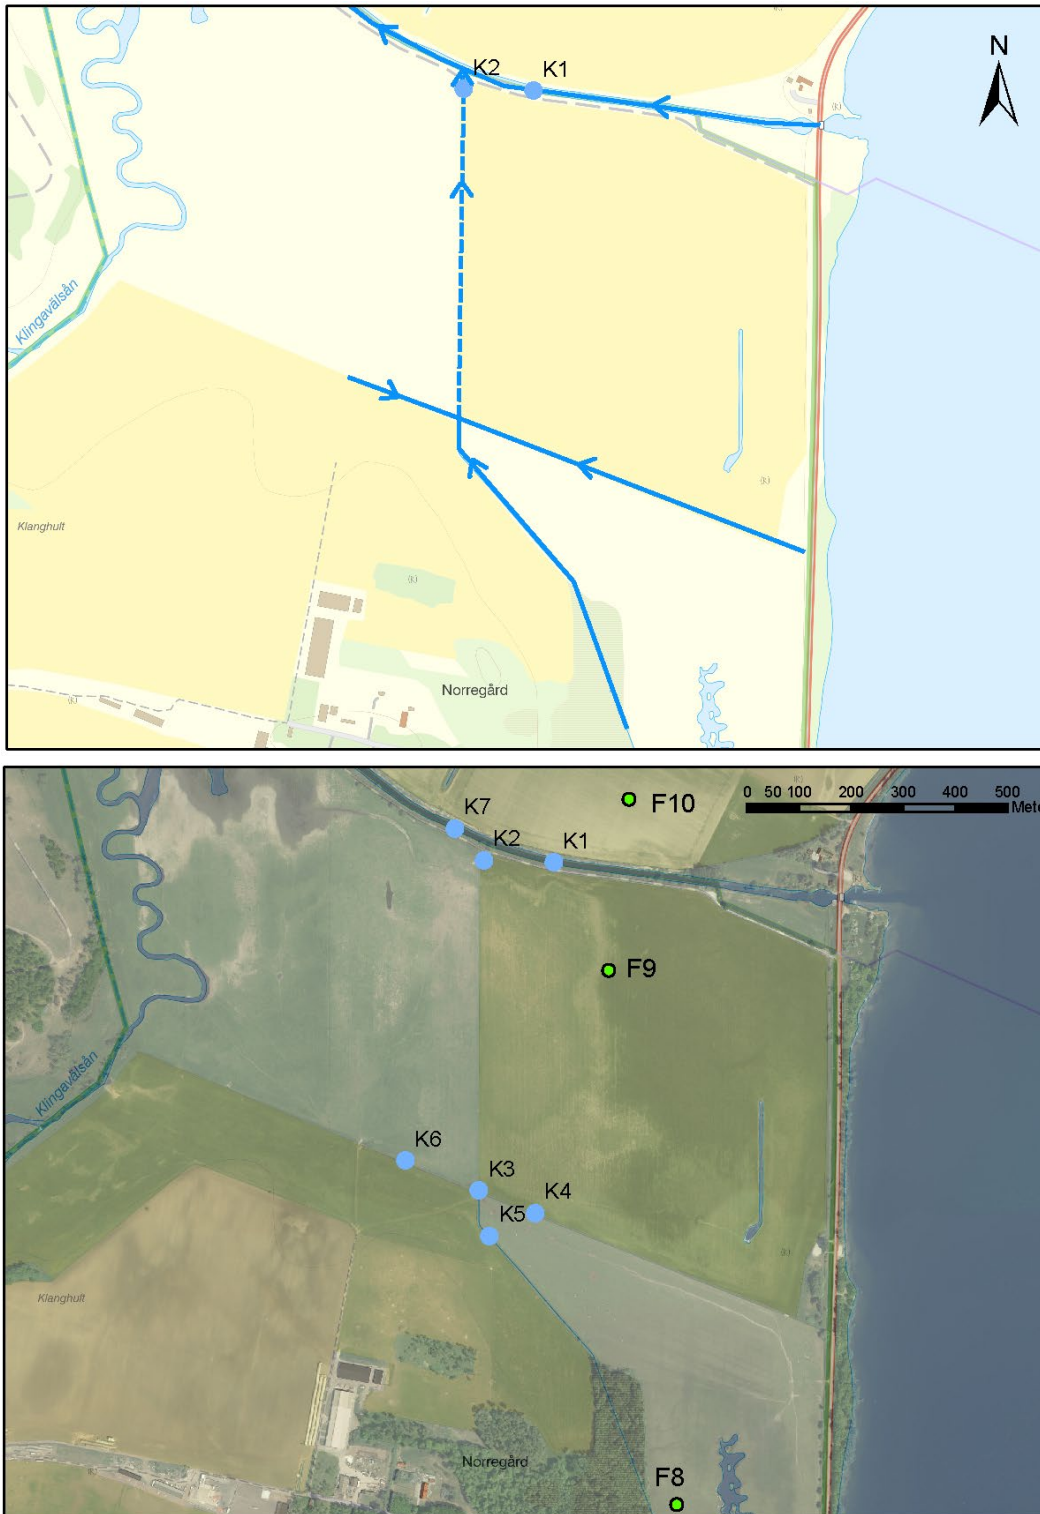 N
K2
K1
(K)
(K)
Klingavälsån
(K)
Klanghult
(K)
Norregård
(K)
K7
F10
0 50 100 200 300 400 500
Mete
K2
K1
(K)
F9
Klingavälsån
K6
K3
K4
K5
(K)
Klanghult
Norregård
F8